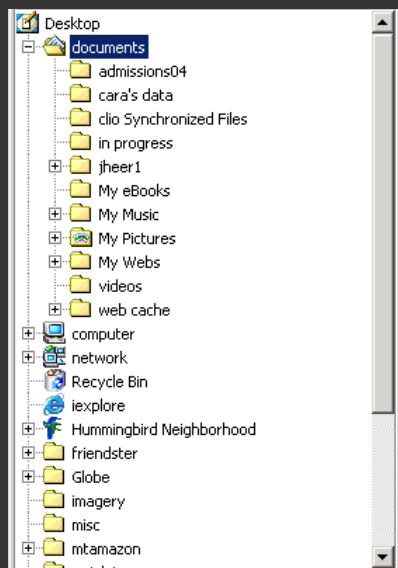 Desktop
documents
admissions04
cara's data
clio Synchronized Files
in progress
jheer1
My eBooks
My Music
My Pictures
My Webs
videos
web cache
computer
network
Recycle Bin
iexplore
Hummingbird Neighborhood
friendster
Globe
imagery
misc
mtamazon